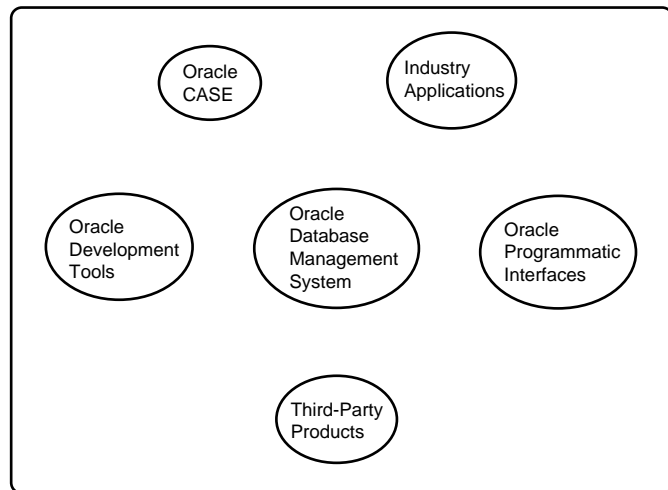 Oracle
CASE
Industry
Applications
Oracle
Development
Tools
Oracle
Database
Management
System
Oracle
Programmatic
Interfaces
Third-Party
Products